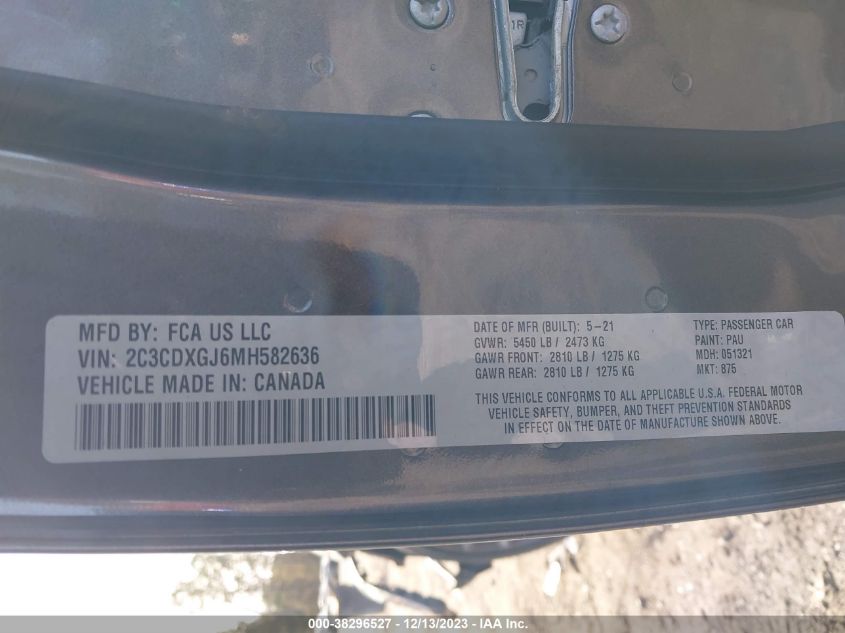 1R
MFD BY: FCA US LLC
VIN: 2C3CDXGJ6MH582636
VEHICLE MADE IN: CANADA
DATE OF MFR (BUILT): 5-21
GVWR: 5450 LB / 2473 KG
GAWR FRONT: 2810 LB / 1275 KG
GAWR REAR: 2810 LB / 1275 KG
TYPE: PASSENGER CAR
PAINT: PAU
MDH: 051321
MKT: 875
THIS VEHICLE CONFORMS TO ALL APPLICABLE U.S.A. FEDERAL MOTOR
VEHICLE SAFETY, BUMPER, AND THEFT PREVENTION STANDARDS
IN EFFECT ON THE DATE OF MANUFACTURE SHOWN ABOVE.
000-38296527 - 12/13/2023 - IAA Inc.